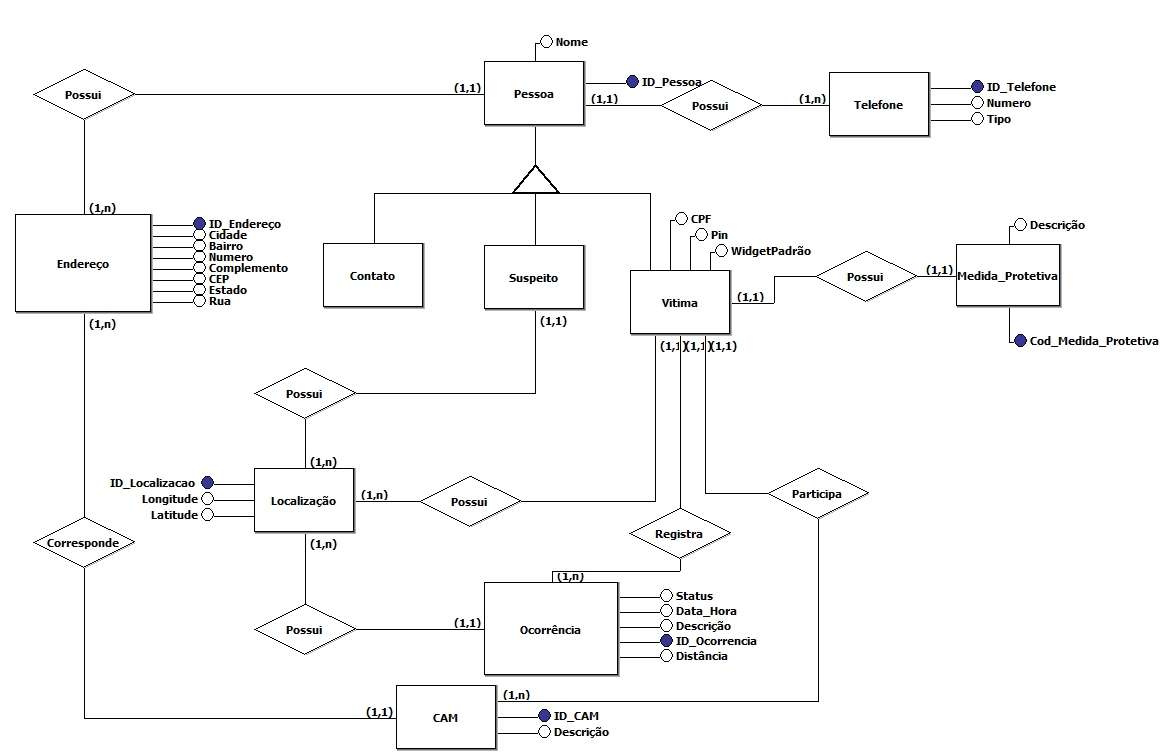 Nome
Possui
(1,1)
Pessoa
ID_Pessoa
(1,1)
Possui
(1,n)
Telefone
ID_Telefone
Numero
Tipo
(1,n)
Endereço
ID_Endereço
Cidade
Bairro
Numero
Complemento
CEP
Estado
Rua
(1,n)
Contato
Suspeito
(1,1)
CPF
Pin
WidgetPadrão
Vitima
(1,1)
Possui
(1,1)
Descrição
Medida_Protetiva
Cod_Medida_Protetiva
(1,1)
(1,1)
(1,1)
Possui
(1,n)
ID_Localizacao
Longitude
Latitude
Localização
(1,n)
Possui
Participa
(1,n)
Corresponde
Registra
(1,n)
Possui
(1,1)
Ocorrência
Status
Data_Hora
Descrição
ID_Ocorrencia
Distância
(1,1)
CAM
(1,n)
ID_CAM
Descrição